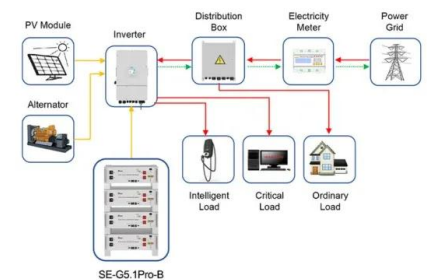 PV Module
Inverter
Distribution
Box
Electricity
Meter
Power
Grid
Alternator
Intelligent
Load
Critical
Load
Ordinary
Load
SE-G5.1Pro-B